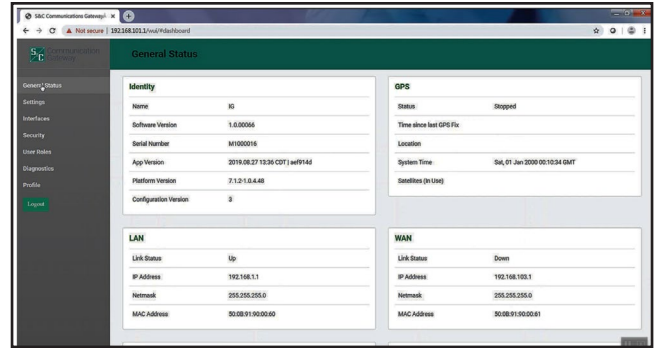 S&C Communications Gateway
Not secure | 192.168.101.1/wui/#dashboard
S&C Communication
Gateway
General Status
General Status
Settings
Interfaces
Security
User Roles
Diagnostics
Profile
Logout
Identity
Name IG
Software Version 1.0.00066
Serial Number M1000016
App Version 2019.08.27 13:36 CDT | aef914d
Platform Version 7.1.2-1.0.4.48
Configuration Version 3
GPS
Status Stopped
Time since last GPS Fix
Location
System Time Sat, 01 Jan 2000 00:10:34 GMT
Satellites (In Use)
LAN
Link Status Up
IP Address 192.168.1.1
Netmask 255.255.255.0
MAC Address 50:0B:91:90:00:60
WAN
Link Status Down
IP Address 192.168.103.1
Netmask 255.255.255.0
MAC Address 50:0B:91:90:00:61